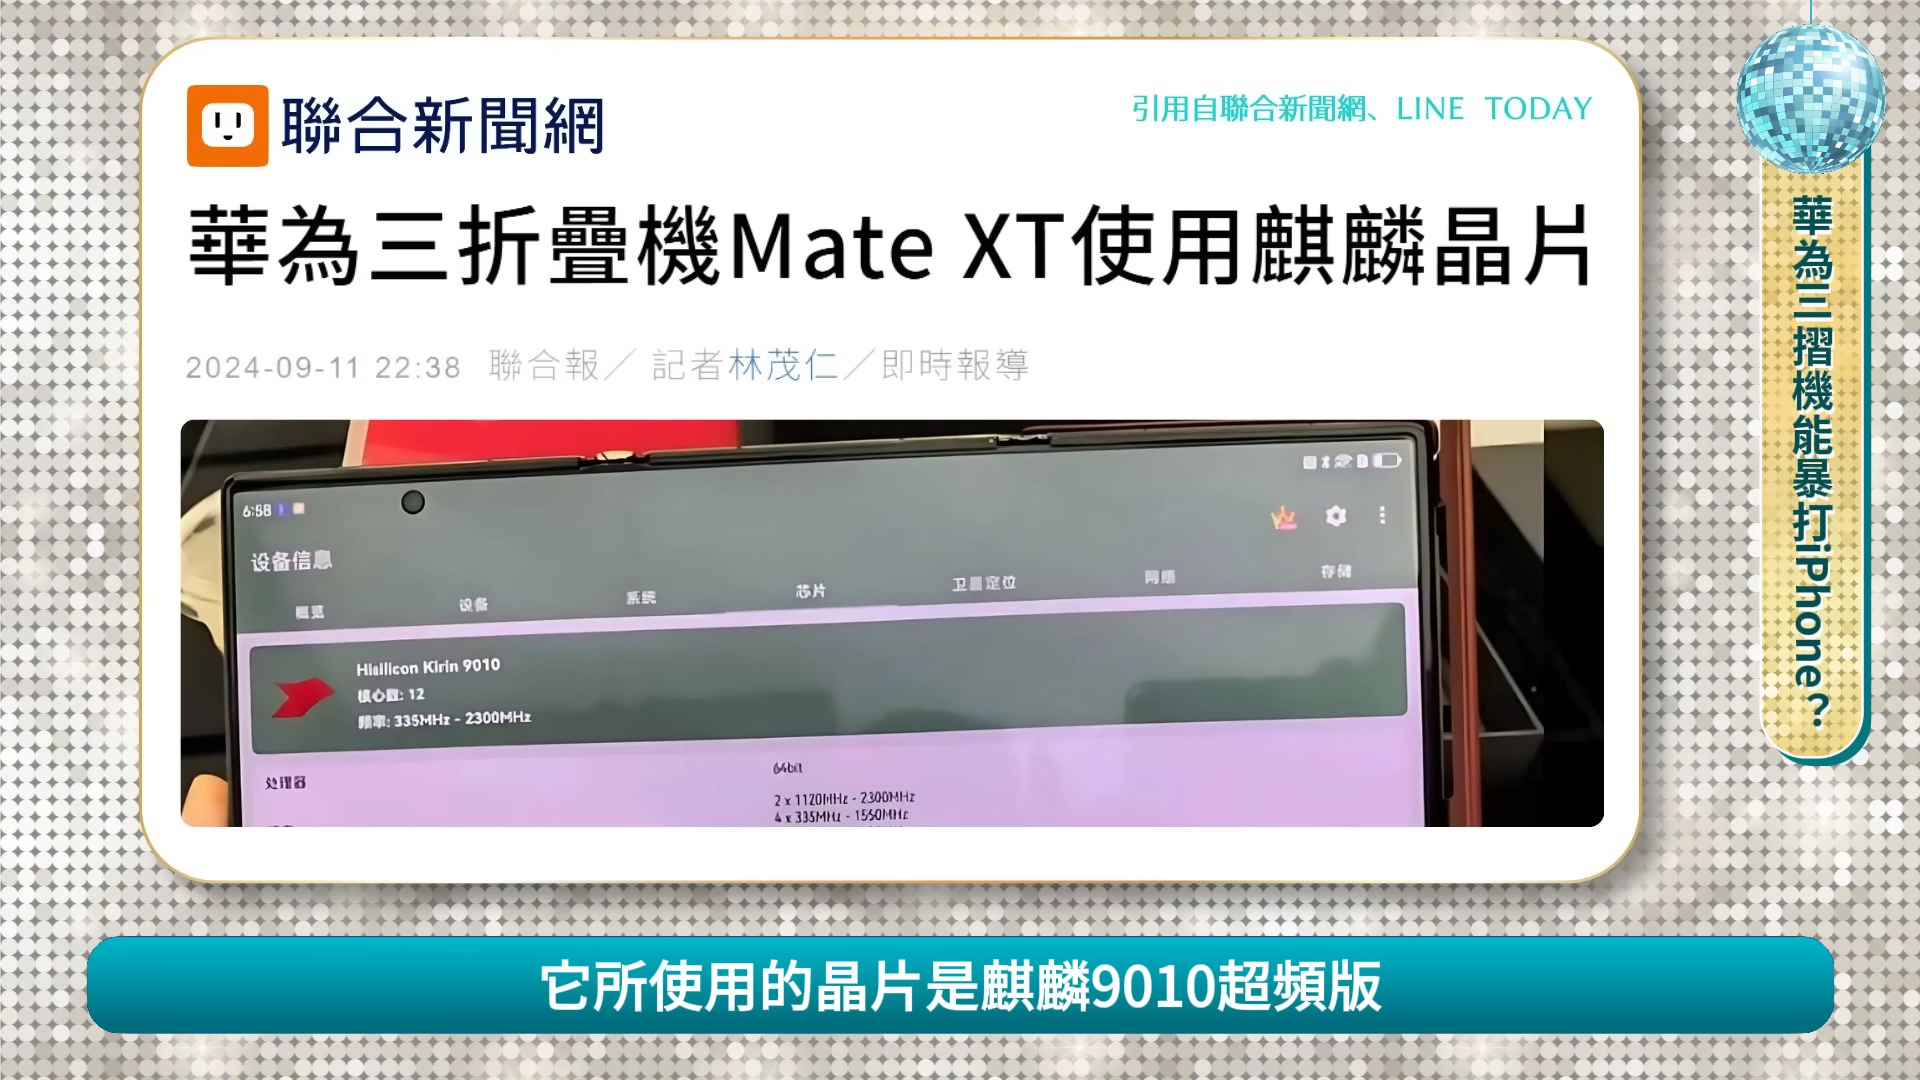 聯合新聞網
引用自聯合新聞網、LINE TODAY
華為三折疊機Mate XT使用麒麟晶片
2024-09-11 22:38 聯合報／記者林茂仁／即時報導
6:58
设备信息
概览 设备 系统 芯片 卫星定位 存储
Hisilicon Kirin 9010
核心数: 12
频率: 335MHz - 2300MHz
处理器
64bit
2 x 1120MHz - 2300MHz
4 x 335MHz - 1550MHz
華為三摺機能暴打iPhone？
它所使用的晶片是麒麟9010超頻版